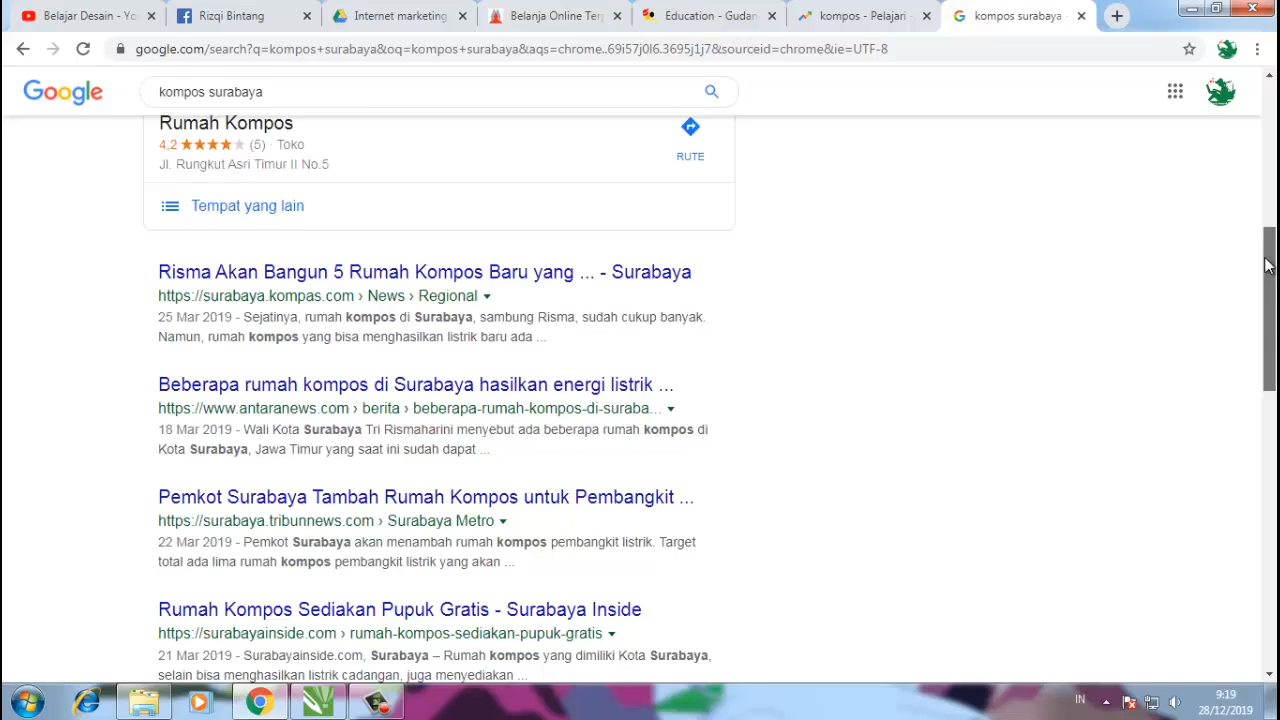 Belajar Desain - Yo
Rizqi Bintang
Internet marketing
Belanja Online Ter
Education - Gudan
kompos - Pelajari
kompos surabaya
google.com/search?q=kompos+surabaya&oq=kompos+surabaya&aqs=chrome..69i57j0l6.3695j1j7&sourceid=chrome&ie=UTF-8
Google
kompos surabaya
Rumah Kompos
4,2 (5) · Toko
Jl. Rungkut Asri Timur II No.5
RUTE
Tempat yang lain
Risma Akan Bangun 5 Rumah Kompos Baru yang ... - Surabaya
https://surabaya.kompas.com › News › Regional
25 Mar 2019 - Sejatinya, rumah kompos di Surabaya, sambung Risma, sudah cukup banyak.
Namun, rumah kompos yang bisa menghasilkan listrik baru ada ...
Beberapa rumah kompos di Surabaya hasilkan energi listrik ...
https://www.antaranews.com › berita › beberapa-rumah-kompos-di-suraba...
18 Mar 2019 - Wali Kota Surabaya Tri Rismaharini menyebut ada beberapa rumah kompos di
Kota Surabaya, Jawa Timur yang saat ini sudah dapat ...
Pemkot Surabaya Tambah Rumah Kompos untuk Pembangkit ...
https://surabaya.tribunnews.com › Surabaya Metro
22 Mar 2019 - Pemkot Surabaya akan menambah rumah kompos pembangkit listrik. Target
total ada lima rumah kompos pembangkit listrik yang akan ...
Rumah Kompos Sediakan Pupuk Gratis - Surabaya Inside
https://surabayainside.com › rumah-kompos-sediakan-pupuk-gratis
21 Mar 2019 - Surabayainside.com, Surabaya – Rumah kompos yang dimiliki Kota Surabaya,
selain bisa menghasilkan listrik cadangan, juga menyediakan ...
IN
9:19
28/12/2019